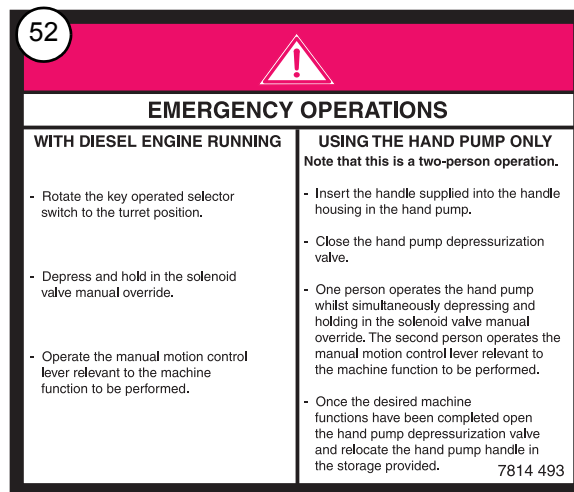 52
EMERGENCY OPERATIONS
WITH DIESEL ENGINE RUNNING
- Rotate the key operated selector
switch to the turret position.
- Depress and hold in the solenoid
valve manual override.
- Operate the manual motion control
lever relevant to the machine
function to be performed.
USING THE HAND PUMP ONLY
Note that this is a two-person operation.
- Insert the handle supplied into the handle
housing in the hand pump.
- Close the hand pump depressurization
valve.
- One person operates the hand pump
whilst simultaneously depressing and
holding in the solenoid valve manual
override. The second person operates the
manual motion control lever relevant to
the machine function to be performed.
- Once the desired machine
functions have been completed open
the hand pump depressurization valve
and relocate the hand pump handle in
the storage provided.
7814 493